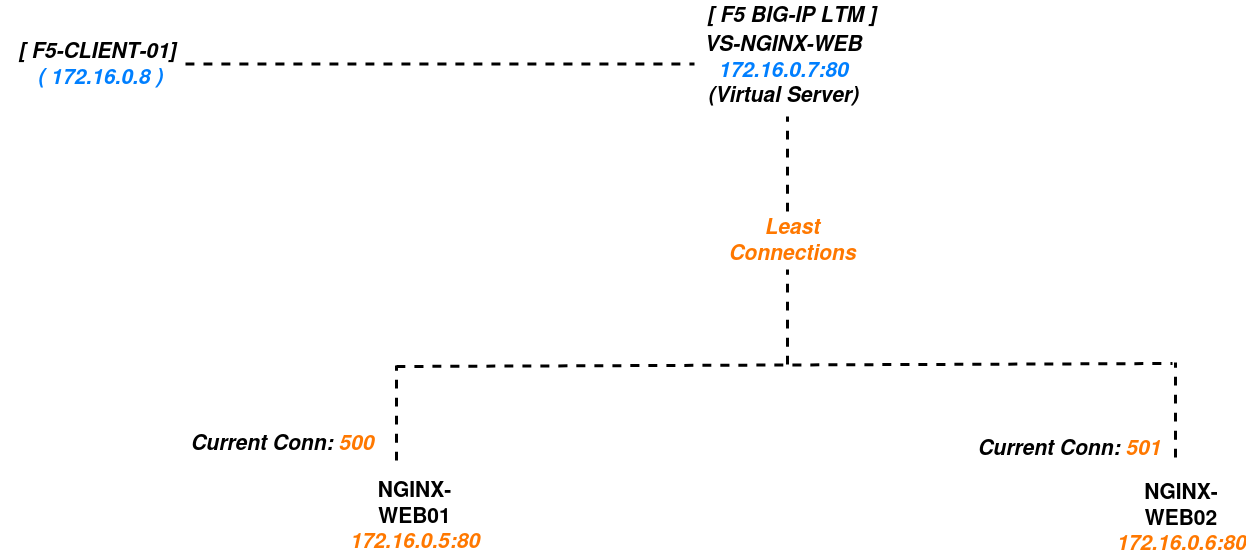 [ F5 BIG-IP LTM ]
[ F5-CLIENT-01]
VS-NGINX-WEB
( 172.16.0.8 )
172.16.0.7:80
(Virtual Server)
Least
Connections
Current Conn: 500
Current Conn: 501
NGINX-
WEB01
172.16.0.5:80
NGINX-
WEB02
172.16.0.6:80